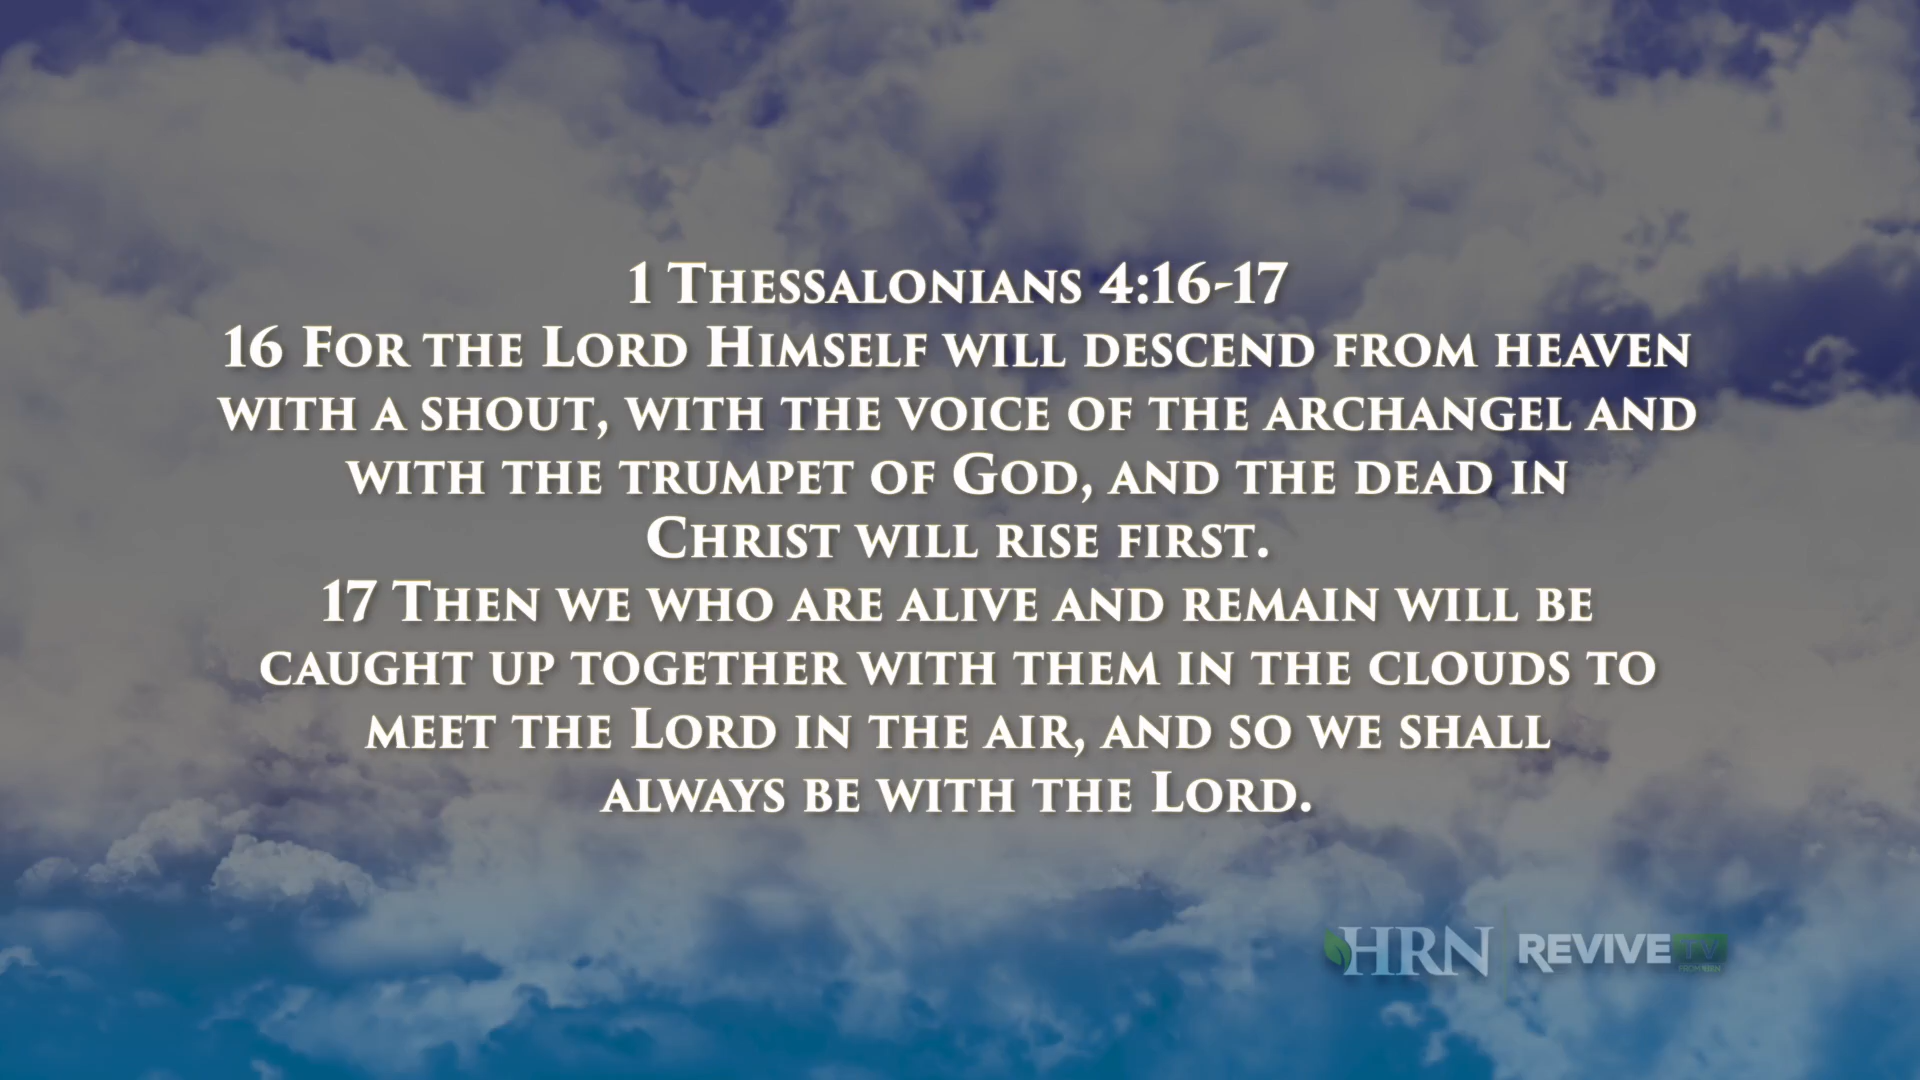 1 Thessalonians 4:16-17
16 For the Lord Himself will descend from heaven
with a shout, with the voice of the archangel and
with the trumpet of God, and the dead in
Christ will rise first.
17 Then we who are alive and remain will be
caught up together with them in the clouds to
meet the Lord in the air, and so we shall
always be with the Lord.
HRN REVIVE TV